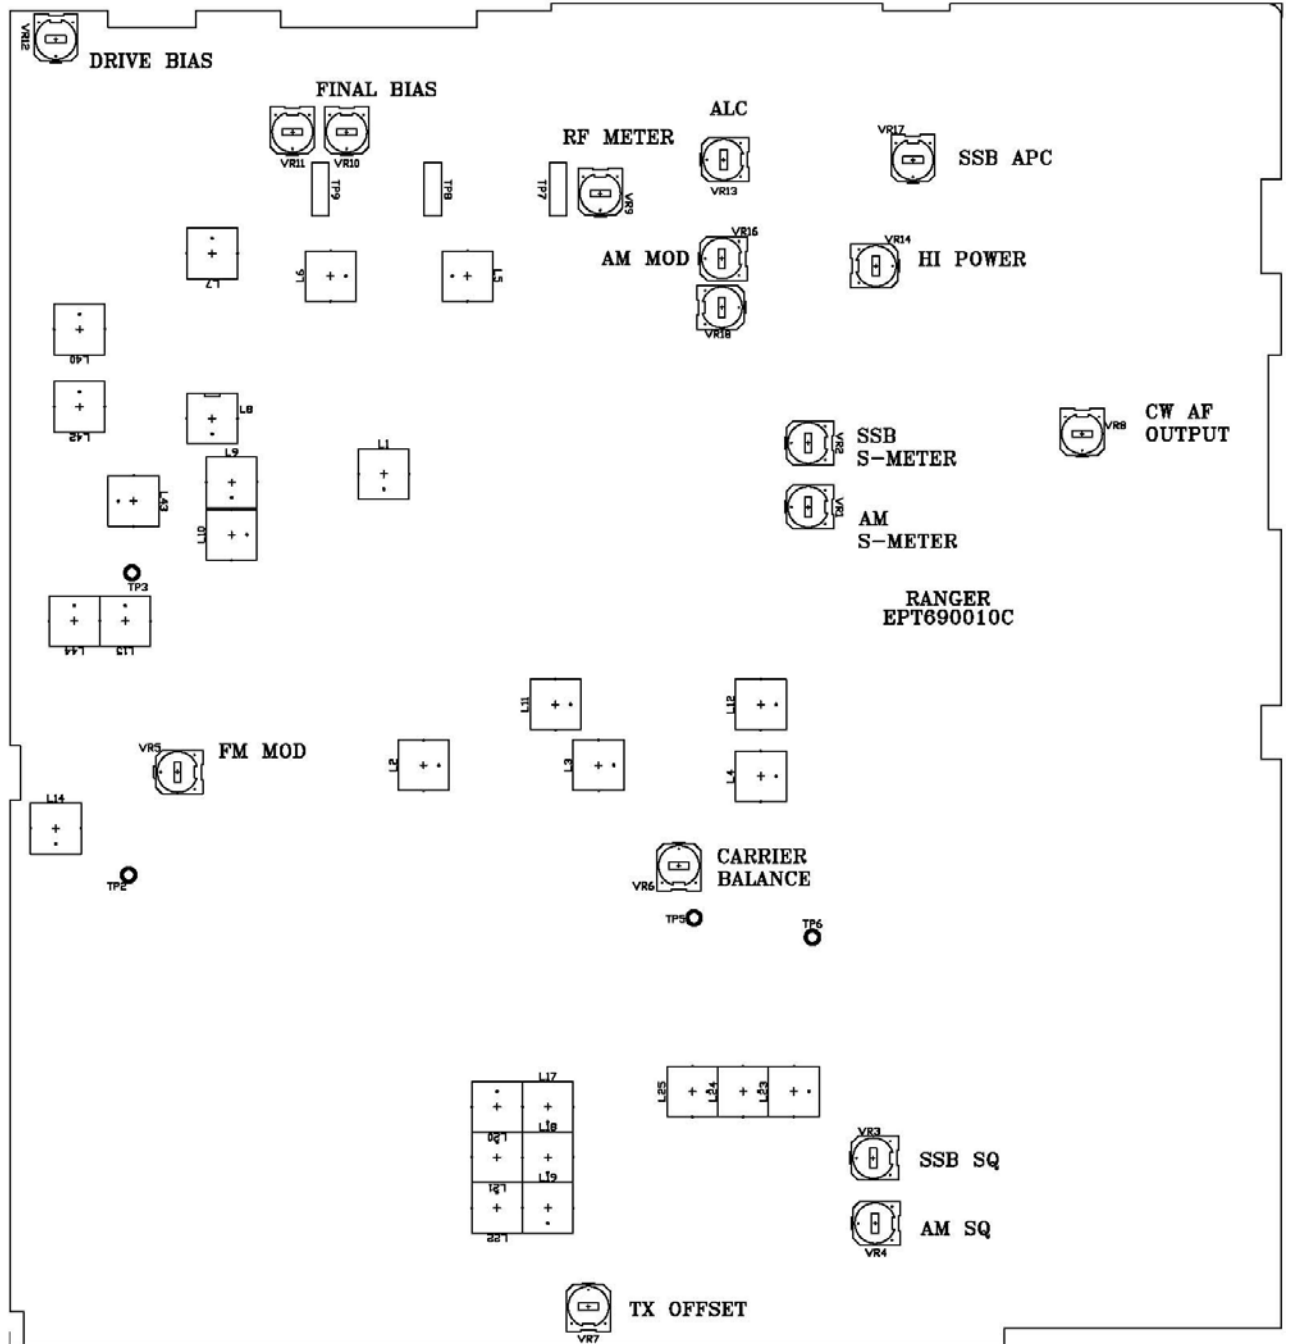 VR12
DRIVE BIAS
FINAL BIAS
VR11
VR10
ALC
VR13
RF METER
VR9
VR17
SSB APC
TP9
TP8
TP7
AM MOD
VR16
VR18
VR14
HI POWER
L7
L6
L5
L40
L42
L8
L9
L1
L43
L10
SSB
S-METER
VR2
AM
S-METER
VR1
VR8
CW AF
OUTPUT
TP3
RANGER
EPT690010C
L44
L15
L11
L12
VR5
FM MOD
L2
L3
L4
L14
TP2
VR6
CARRIER
BALANCE
TP5
TP6
L25
L24
L23
L17
L20
L18
L21
L19
L22
VR3
SSB SQ
AM SQ
VR4
TX OFFSET
VR7